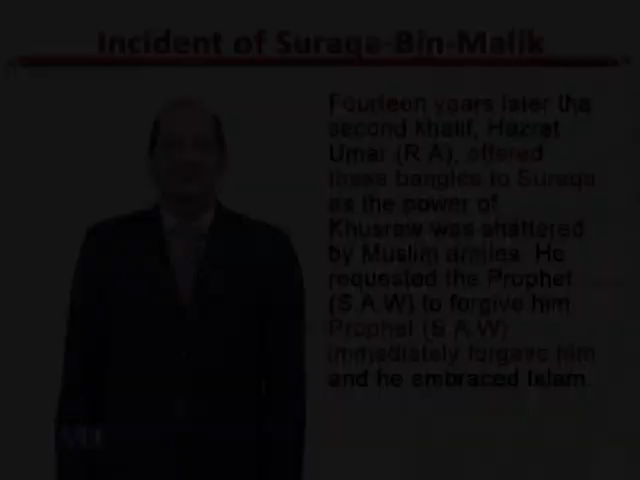 Incident of Suraqa-Bin-Malik
Fourteen years later the
second khalif, Hazrat
Umar (R.A), offered
these bangles to Suraqa
as the power of
Khusraw was shattered
by Muslim armies. He
requested the Prophet
(S.A.W) to forgive him
Prophet (S.A.W)
immediately forgave him
and he embraced Islam.